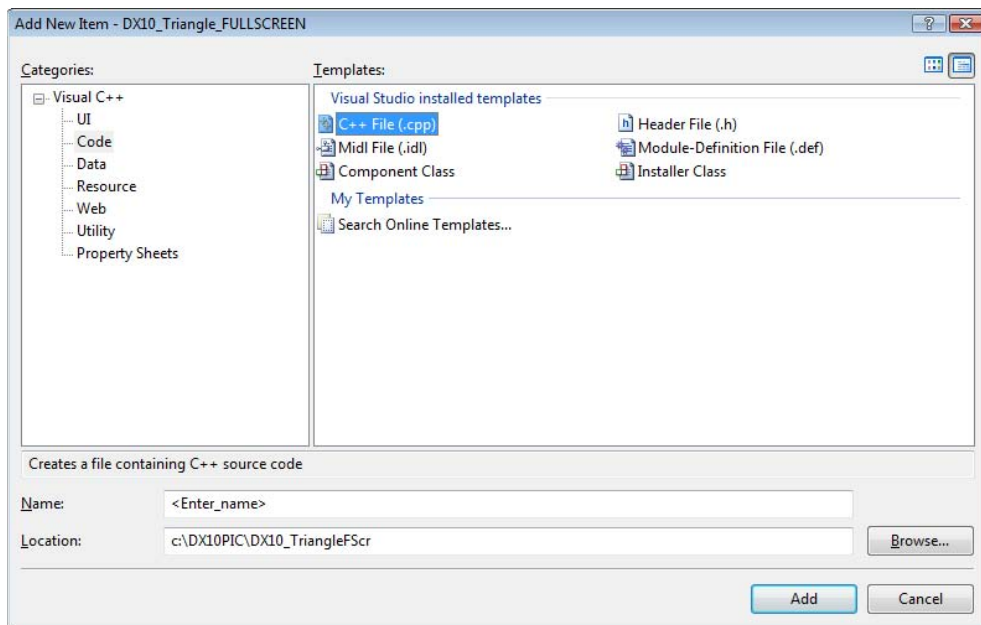 Add New Item - DX10_Triangle_FULLSCREEN
Categories:
Templates:
Visual C++
UI
Code
Data
Resource
Web
Utility
Property Sheets
Visual Studio installed templates
C++ File (.cpp)
Header File (.h)
Midl File (.idl)
Module-Definition File (.def)
Component Class
Installer Class
My Templates
Search Online Templates...
Creates a file containing C++ source code
Name: <Enter_name>
Location: c:\DX10PIC\DX10_TriangleFScr Browse...
Add Cancel